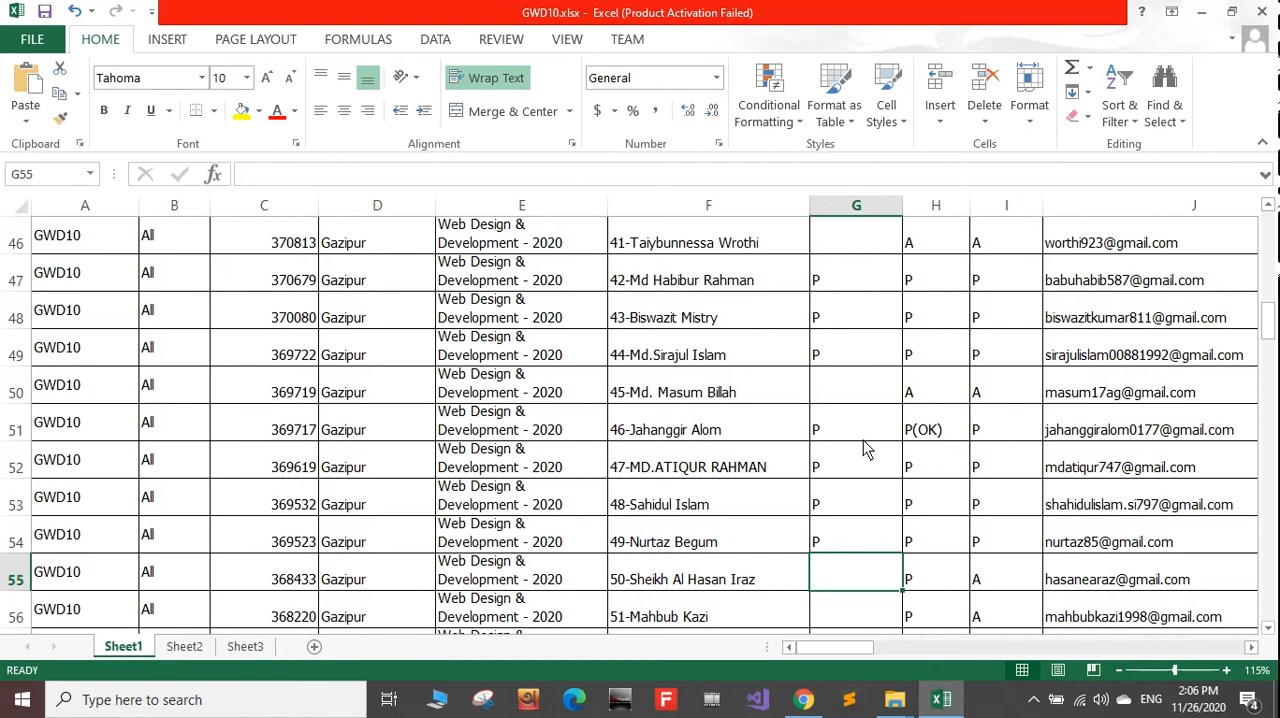 GWD10.xlsx - Excel (Product Activation Failed)
FILE HOME INSERT PAGE LAYOUT FORMULAS DATA REVIEW VIEW TEAM
Tahoma 10 Wrap Text General
Paste B I U A Merge & Center $ % Conditional Formatting Format as Table Cell Styles Insert Delete Format Sort & Filter Find & Select
Clipboard Font Alignment Number Styles Cells Editing
G55 fx
A B C D E F G H I J
46 GWD10 All 370813 Gazipur Web Design & Development - 2020 41-Taiybunnessa Wrothi A A worthi923@gmail.com
47 GWD10 All 370679 Gazipur Web Design & Development - 2020 42-Md Habibur Rahman P P P babuhabib587@gmail.com
48 GWD10 All 370080 Gazipur Web Design & Development - 2020 43-Biswazit Mistry P P P biswazitkumar811@gmail.com
49 GWD10 All 369722 Gazipur Web Design & Development - 2020 44-Md.Sirajul Islam P P P sirajulislam00881992@gmail.com
50 GWD10 All 369719 Gazipur Web Design & Development - 2020 45-Md. Masum Billah A A masum17ag@gmail.com
51 GWD10 All 369717 Gazipur Web Design & Development - 2020 46-Jahanggir Alom P P(OK) P jahanggiralom0177@gmail.com
52 GWD10 All 369619 Gazipur Web Design & Development - 2020 47-MD.ATIQUR RAHMAN P P P mdatiqur747@gmail.com
53 GWD10 All 369532 Gazipur Web Design & Development - 2020 48-Sahidul Islam P P P shahidulislam.si797@gmail.com
54 GWD10 All 369523 Gazipur Web Design & Development - 2020 49-Nurtaz Begum P P P nurtaz85@gmail.com
55 GWD10 All 368433 Gazipur Web Design & Development - 2020 50-Sheikh Al Hasan Iraz P A hasanearaz@gmail.com
56 GWD10 All 368220 Gazipur Web Design & Development - 2020 51-Mahbub Kazi P A mahbubkazi1998@gmail.com
Web Design &
Sheet1 Sheet2 Sheet3
READY 115%
Type here to search ENG 2:06 PM
11/26/2020 4